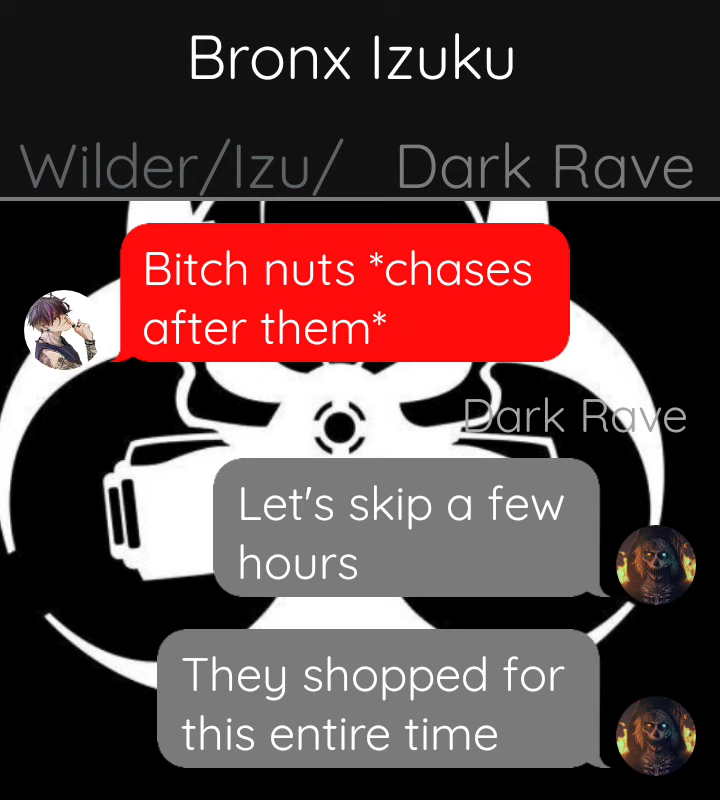 Bronx Izuku
Wilder/Izu/ Dark Rave
Bitch nuts *chases
after them*
Dark Rave
Let's skip a few
hours
They shopped for
this entire time